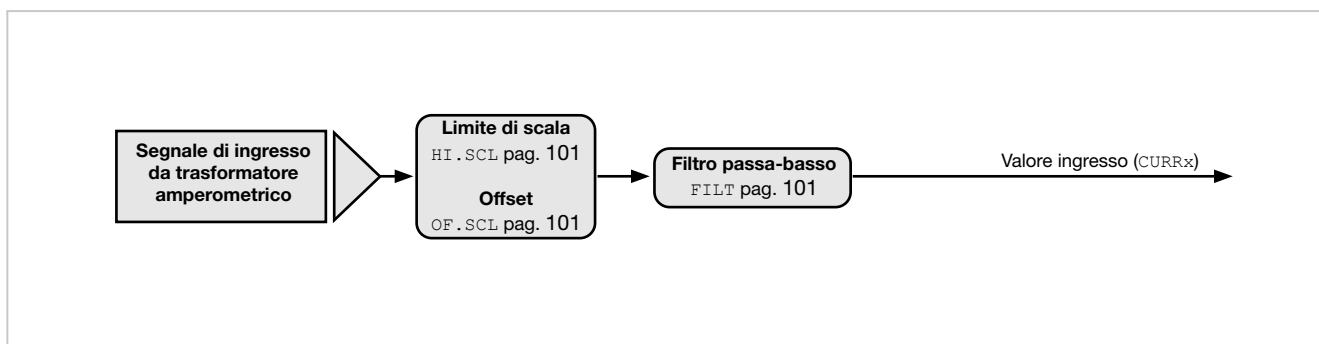 Segnale di ingresso
da trasformatore
amperometrico
Limite di scala
HI.SCL pag. 101
Offset
OF.SCL pag. 101
Filtro passa-basso
FILT pag. 101
Valore ingresso (CURRx)